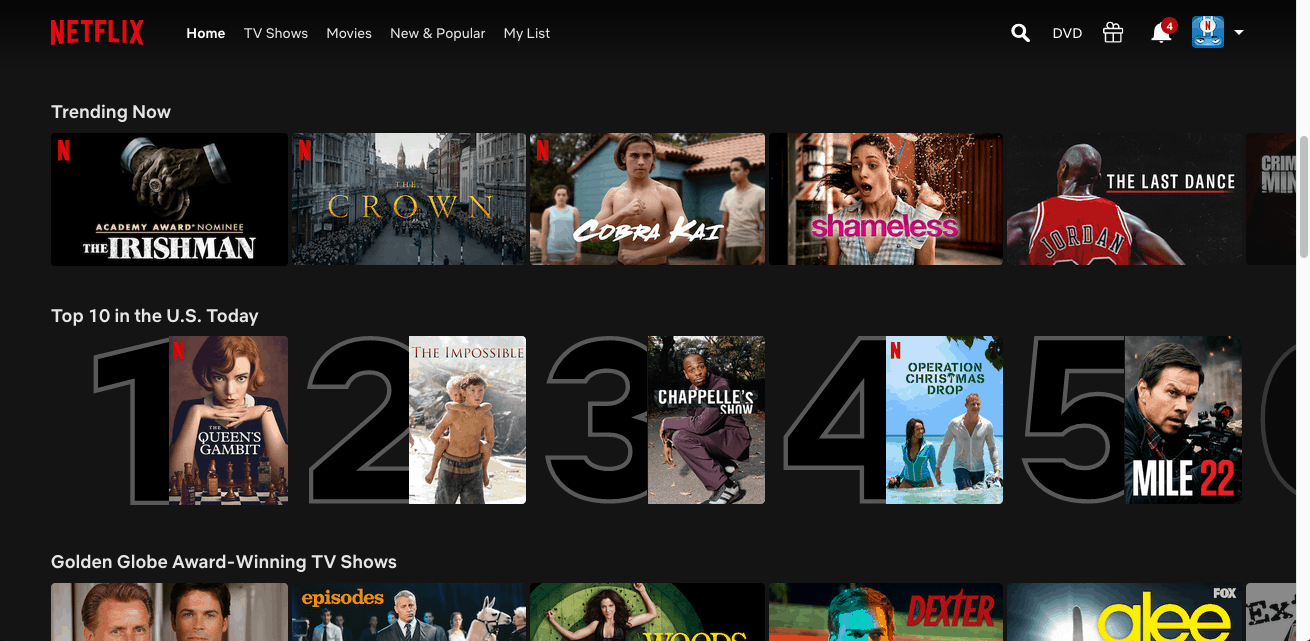 NETFLIX
Home TV Shows Movies New & Popular My List DVD 4
Trending Now
N
ACADEMY AWARD® NOMINEE
THE IRISHMAN
N
THE
CROWN
N
COBRA KAI
shameless
THE LAST DANCE
JORDAN
CRIM
MIN
Top 10 in the U.S. Today
1
N
THE
QUEEN'S
GAMBIT
2
THE IMPOSSIBLE
3
CHAPPELLE'S
SHOW
4
N
OPERATION
CHRISTMAS
DROP
5
MILE 22
Golden Globe Award-Winning TV Shows
episodes
WOODS
DEXTER
FOX
glee
Ex